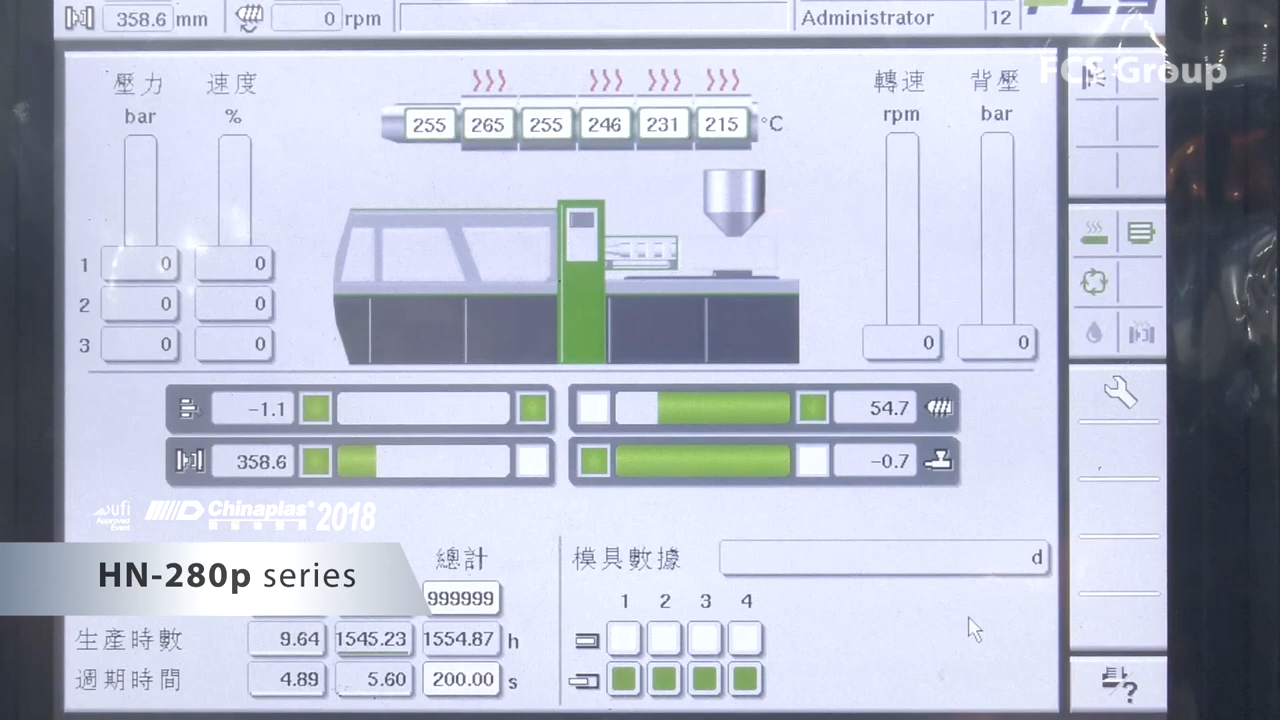 358.6 mm 0 rpm Administrator 12 FCS
FCS Group
壓力 速度 轉速 背壓
bar % rpm bar
255 265 255 246 231 215 °C
1 0 0
2 0 0
3 0 0
0 0
-1.1 54.7
358.6 -0.7
ufi Approved Event Chinaplas® 2018
總計 模具數據 d
HN-280p series
999999
1 2 3 4
生產時數 9.64 1545.23 1554.87 h
週期時間 4.89 5.60 200.00 s
?